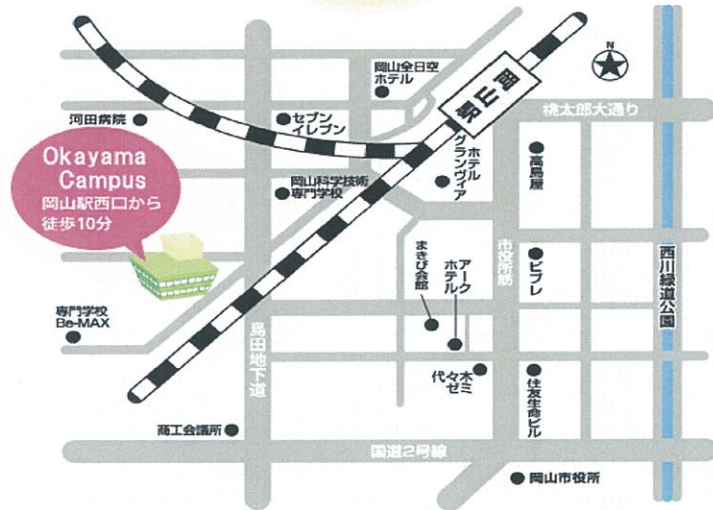 岡山全日空
ホテル
N
岡山駅
桃太郎大通り
河田病院
セブン
イレブン
Okayama
Campus
岡山駅西口から
徒歩10分
岡山科学技術
専門学校
ホテル
グランヴィア
高島屋
まきび会館
アーク
ホテル
市役所筋
ビブレ
西川緑道公園
専門学校
Be-MAX
島田地下道
代々木
ゼミ
住友生命ビル
商工会議所
国道2号線
岡山市役所